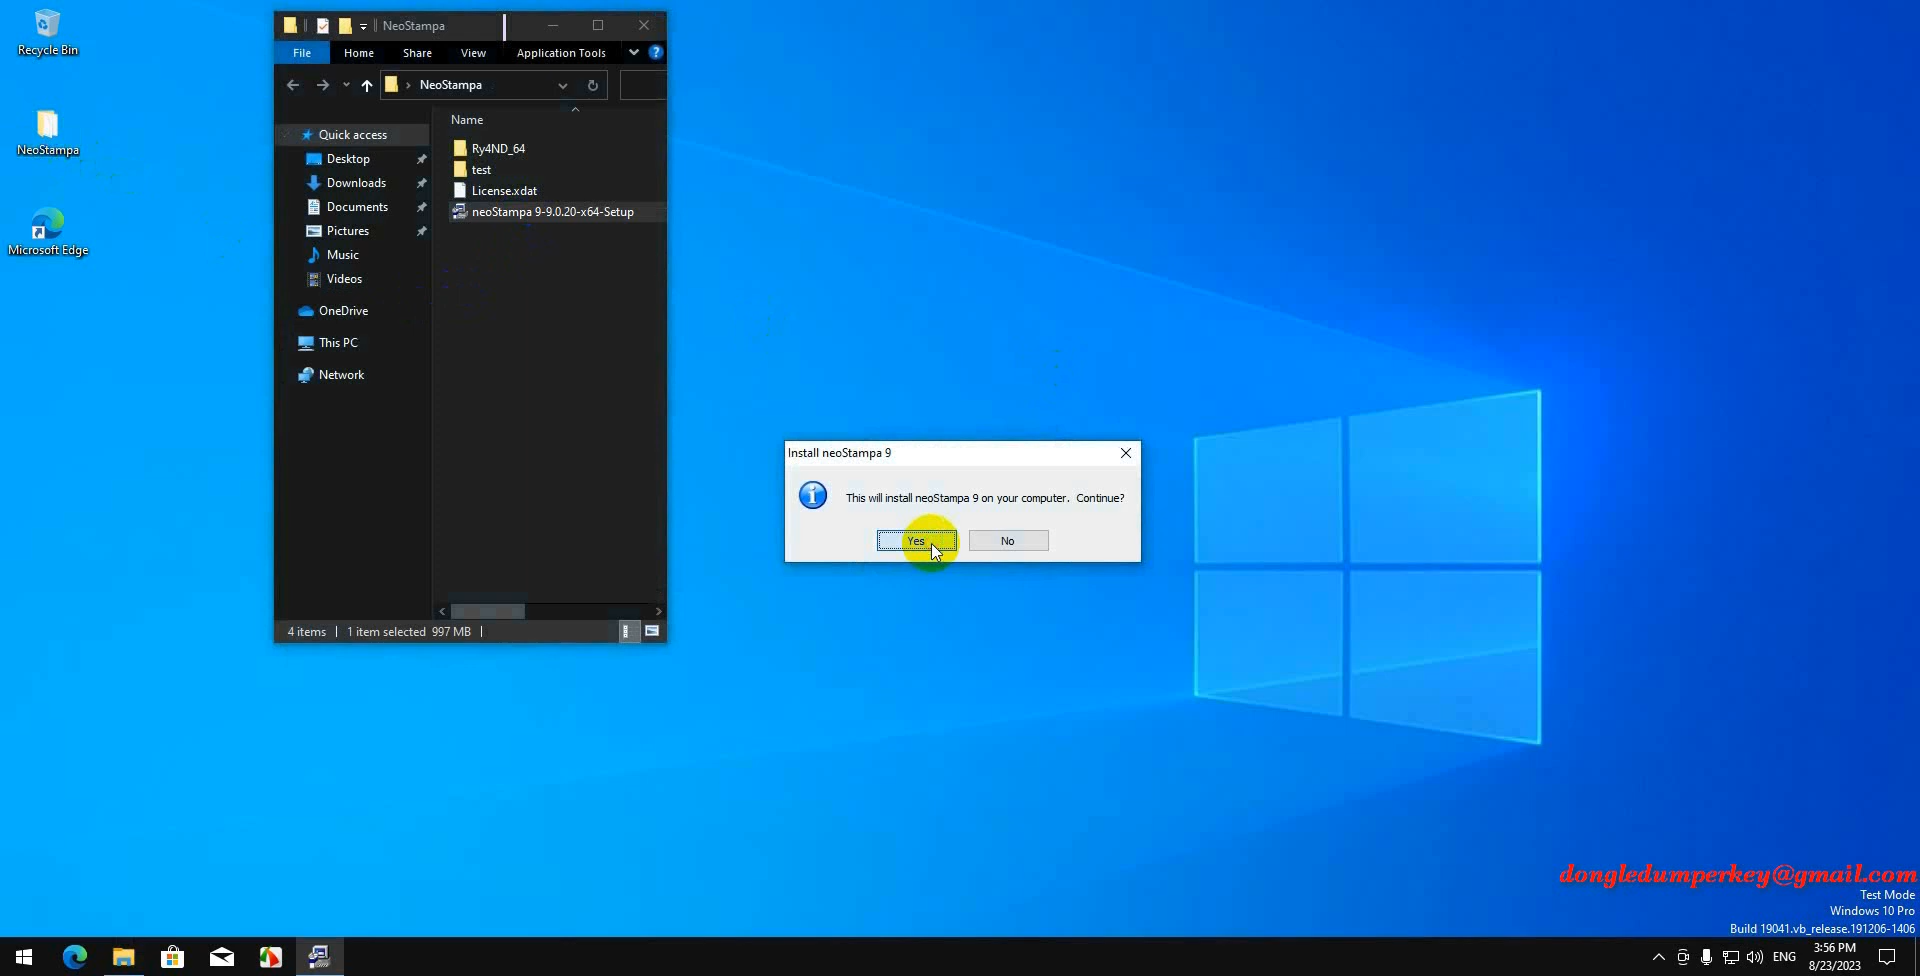 Recycle Bin
NeoStampa
Microsoft Edge
NeoStampa
File Home Share View Application Tools
NeoStampa
Name
Quick access
Desktop
Downloads
Documents
Pictures
Music
Videos
OneDrive
This PC
Network
Ry4ND_64
test
License.xdat
neoStampa 9-9.0.20-x64-Setup
4 items 1 item selected 997 MB
Install neoStampa 9
This will install neoStampa 9 on your computer. Continue?
Yes No
dongledumperkey@gmail.com
Test Mode
Windows 10 Pro
Build 19041.vb_release.191206-1406
ENG
3:56 PM
8/23/2023